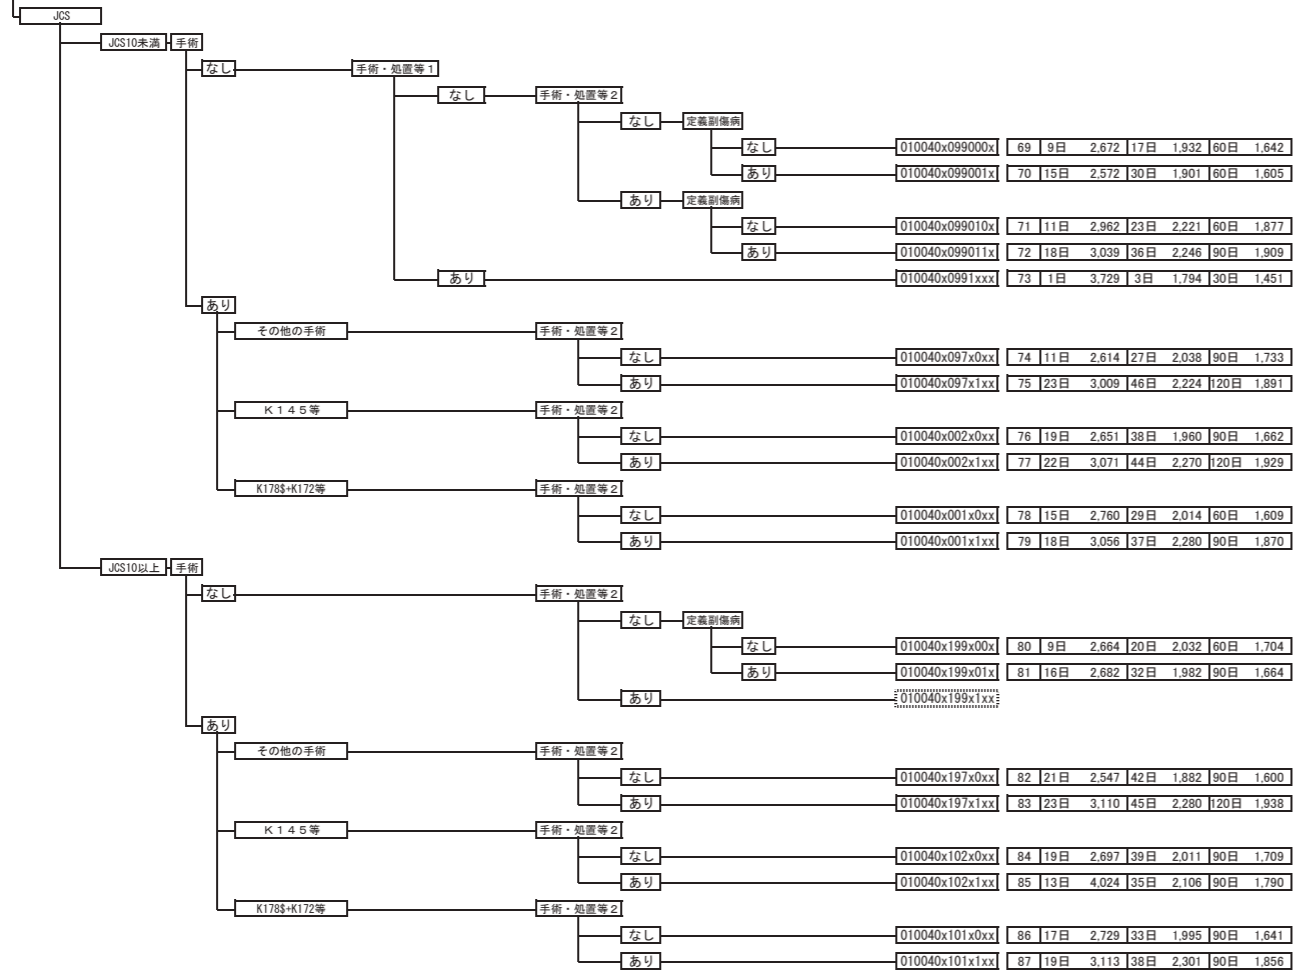 JCS
JCS10未満 手術
なし 手術・処置等1
なし 手術・処置等2
なし 定義副傷病
なし 010040x099000x 69 9日 2,672 17日 1,932 60日 1,642
あり 010040x099001x 70 15日 2,572 30日 1,901 60日 1,605
あり 定義副傷病
なし 010040x099010x 71 11日 2,962 23日 2,221 60日 1,877
あり 010040x099011x 72 18日 3,039 36日 2,246 90日 1,909
あり 010040x0991xxx 73 1日 3,729 3日 1,794 30日 1,451
あり
その他の手術 手術・処置等2
なし 010040x097x0xx 74 11日 2,614 27日 2,038 90日 1,733
あり 010040x097x1xx 75 23日 3,009 46日 2,224 120日 1,891
K145等 手術・処置等2
なし 010040x002x0xx 76 19日 2,651 38日 1,960 90日 1,662
あり 010040x002x1xx 77 22日 3,071 44日 2,270 120日 1,929
K178$+K172等 手術・処置等2
なし 010040x001x0xx 78 15日 2,760 29日 2,014 60日 1,609
あり 010040x001x1xx 79 18日 3,056 37日 2,280 90日 1,870
JCS10以上 手術
なし 手術・処置等2
なし 定義副傷病
なし 010040x199x00x 80 9日 2,664 20日 2,032 60日 1,704
あり 010040x199x01x 81 16日 2,682 32日 1,982 90日 1,664
あり 010040x199x1xx
あり
その他の手術 手術・処置等2
なし 010040x197x0xx 82 21日 2,547 42日 1,882 90日 1,600
あり 010040x197x1xx 83 23日 3,110 45日 2,280 120日 1,938
K145等 手術・処置等2
なし 010040x102x0xx 84 19日 2,697 39日 2,011 90日 1,709
あり 010040x102x1xx 85 13日 4,024 35日 2,106 90日 1,790
K178$+K172等 手術・処置等2
なし 010040x101x0xx 86 17日 2,729 33日 1,995 90日 1,641
あり 010040x101x1xx 87 19日 3,113 38日 2,301 90日 1,856